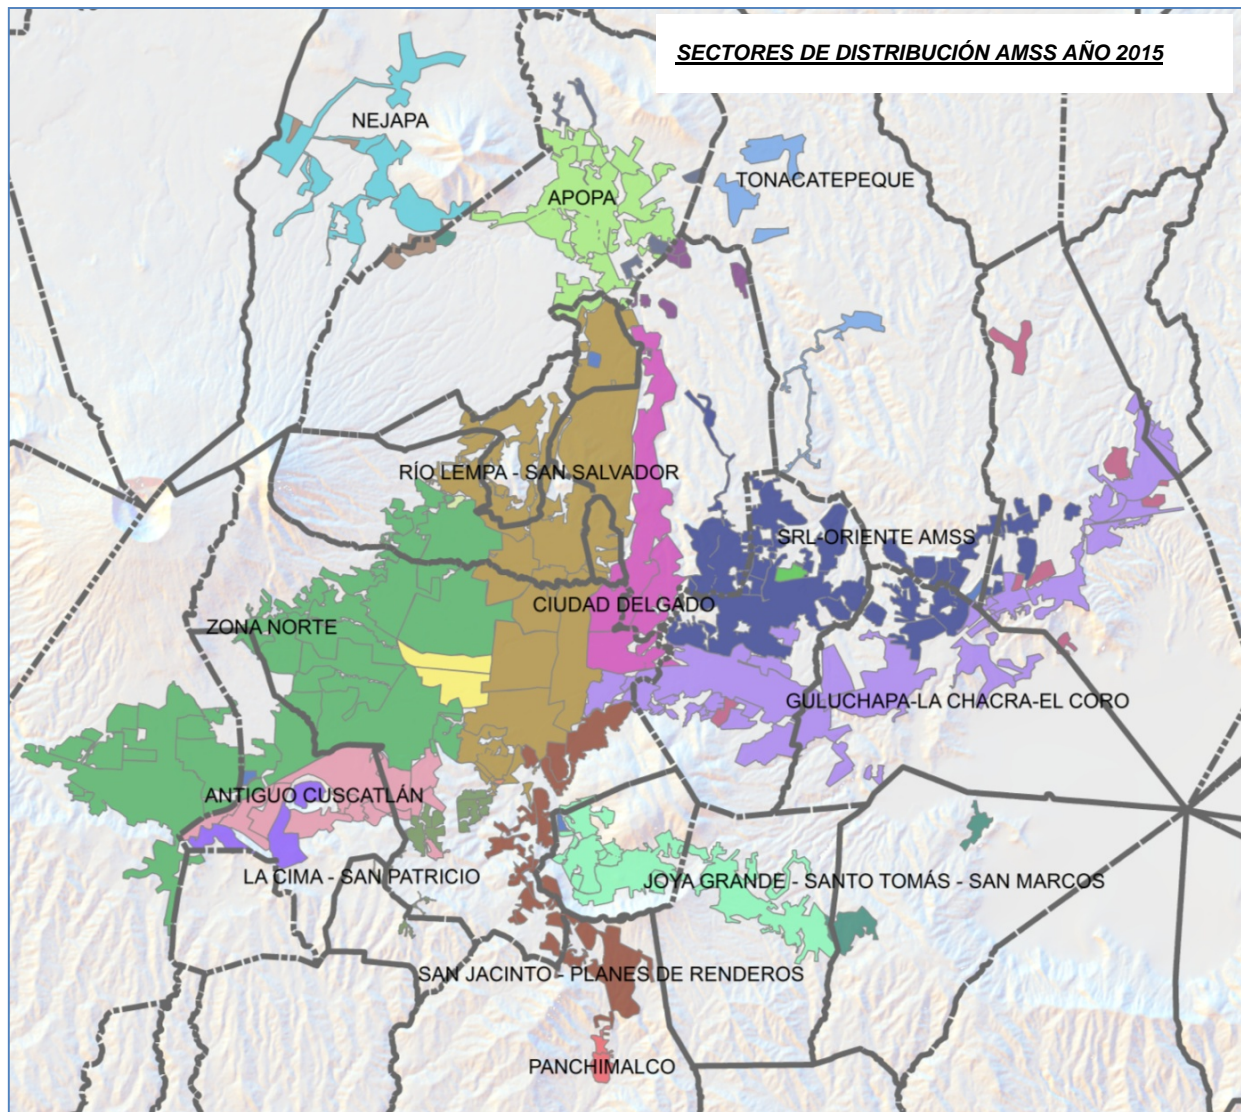 SECTORES DE DISTRIBUCIÓN AMSS AÑO 2015
NEJAPA
TONACATEPEQUE
APOPA
RÍO LEMPA - SAN SALVADOR
SRL-ORIENTE AMSS
CIUDAD DELGADO
ZONA NORTE
GULUCHAPA-LA CHACRA-EL CORO
ANTIGUO CUSCATLÁN
LA CIMA - SAN PATRICIO
JOYA GRANDE - SANTO TOMÁS - SAN MARCOS
SAN JACINTO - PLANES DE RENDEROS
PANCHIMALCO